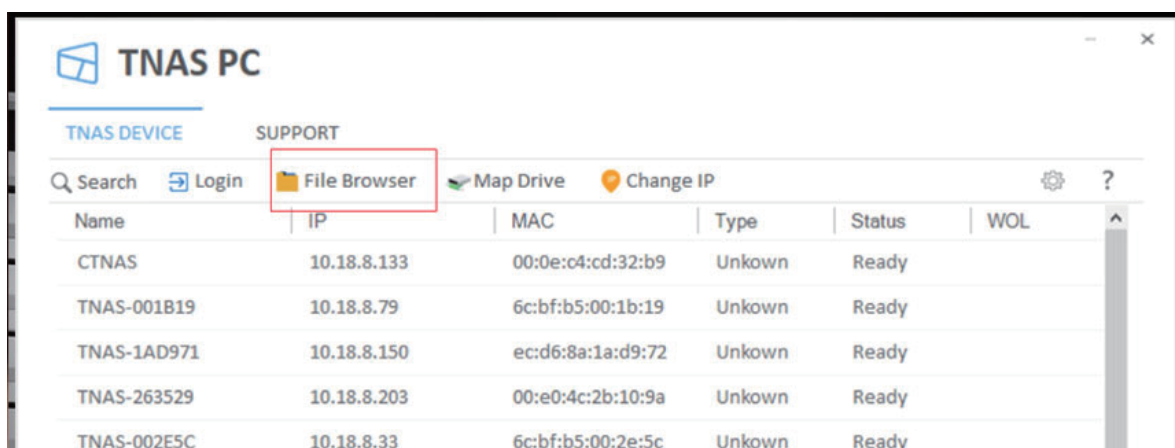 TNAS PC
TNAS DEVICE SUPPORT
Search Login File Browser Map Drive Change IP ?
Name IP MAC Type Status WOL
CTNAS 10.18.8.133 00:0e:c4:cd:32:b9 Unkown Ready
TNAS-001B19 10.18.8.79 6c:bf:b5:00:1b:19 Unkown Ready
TNAS-1AD971 10.18.8.150 ec:d6:8a:1a:d9:72 Unkown Ready
TNAS-263529 10.18.8.203 00:e0:4c:2b:10:9a Unkown Ready
TNAS-002E5C 10.18.8.33 6c:bf:b5:00:2e:5c Unkown Ready